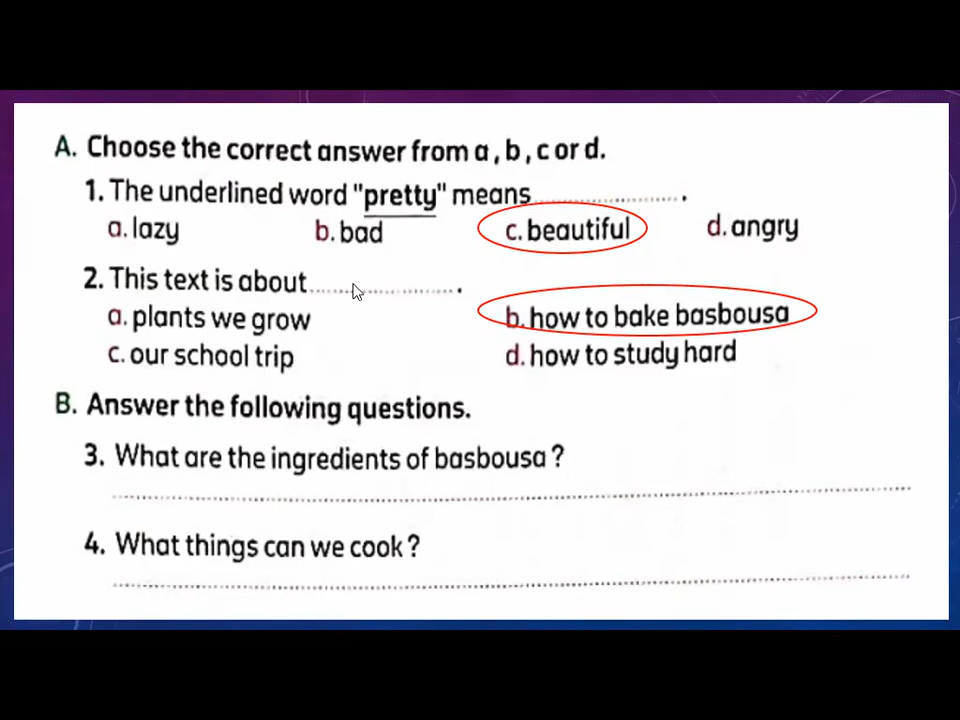 A. Choose the correct answer from a, b, c or d.
1. The underlined word "pretty" means .................... .
a. lazy b. bad c. beautiful d. angry
2. This text is about .................... .
a. plants we grow b. how to bake basbousa
c. our school trip d. how to study hard
B. Answer the following questions.
3. What are the ingredients of basbousa ?
4. What things can we cook ?